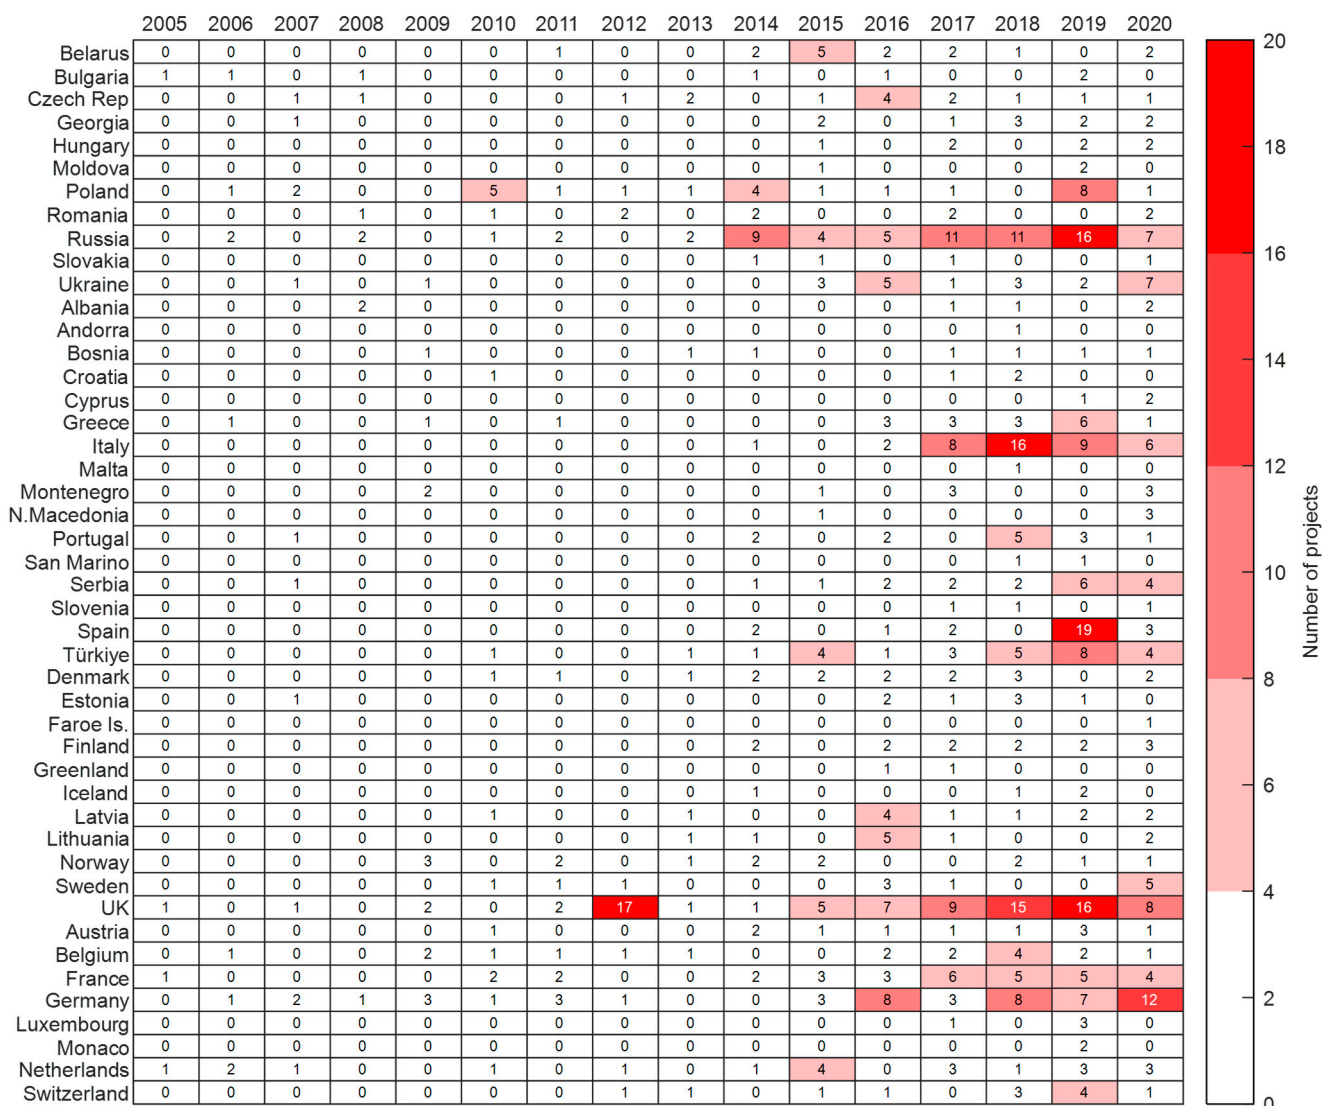 2005 2006 2007 2008 2009 2010 2011 2012 2013 2014 2015 2016 2017 2018 2019 2020
Belarus 0 0 0 0 0 0 1 0 0 2 5 2 2 1 0 2
Bulgaria 1 1 0 1 0 0 0 0 0 1 0 1 0 0 2 0
Czech Rep 0 0 1 1 0 0 0 1 2 0 1 4 2 1 1 1
Georgia 0 0 1 0 0 0 0 0 0 0 2 0 1 3 2 2
Hungary 0 0 0 0 0 0 0 0 0 0 1 0 2 0 2 2
Moldova 0 0 0 0 0 0 0 0 0 0 1 0 0 0 2 0
Poland 0 1 2 0 0 5 1 1 1 4 1 1 1 0 8 1
Romania 0 0 0 1 0 1 0 2 0 2 0 0 2 0 0 2
Russia 0 2 0 2 0 1 2 0 2 9 4 5 11 11 16 7
Slovakia 0 0 0 0 0 0 0 0 0 1 1 0 1 0 0 1
Ukraine 0 0 1 0 1 0 0 0 0 0 3 5 1 3 2 7
Albania 0 0 0 2 0 0 0 0 0 0 0 0 1 1 0 2
Andorra 0 0 0 0 0 0 0 0 0 0 0 0 0 1 0 0
Bosnia 0 0 0 0 1 0 0 0 1 1 0 0 1 1 1 1
Croatia 0 0 0 0 0 1 0 0 0 0 0 0 1 2 0 0
Cyprus 0 0 0 0 0 0 0 0 0 0 0 0 0 0 1 2
Greece 0 1 0 0 1 0 1 0 0 0 0 3 3 3 6 1
Italy 0 0 0 0 0 0 0 0 0 1 0 2 8 16 9 6
Malta 0 0 0 0 0 0 0 0 0 0 0 0 0 1 0 0
Montenegro 0 0 0 0 2 0 0 0 0 0 1 0 3 0 0 3
N.Macedonia 0 0 0 0 0 0 0 0 0 0 1 0 0 0 0 3
Portugal 0 0 1 0 0 0 0 0 0 2 0 2 0 5 3 1
San Marino 0 0 0 0 0 0 0 0 0 0 0 0 0 1 1 0
Serbia 0 0 1 0 0 0 0 0 0 1 1 2 2 2 6 4
Slovenia 0 0 0 0 0 0 0 0 0 0 0 0 1 1 0 1
Spain 0 0 0 0 0 0 0 0 0 2 0 1 2 0 19 3
Türkiye 0 0 0 0 0 1 0 0 1 1 4 1 3 5 8 4
Denmark 0 0 0 0 0 1 1 0 1 2 2 2 2 3 0 2
Estonia 0 0 1 0 0 0 0 0 0 0 0 2 1 3 1 0
Faroe Is. 0 0 0 0 0 0 0 0 0 0 0 0 0 0 0 1
Finland 0 0 0 0 0 0 0 0 0 2 0 2 2 2 2 3
Greenland 0 0 0 0 0 0 0 0 0 0 0 1 1 0 0 0
Iceland 0 0 0 0 0 0 0 0 0 1 0 0 0 1 2 0
Latvia 0 0 0 0 0 1 0 0 1 0 0 4 1 1 2 2
Lithuania 0 0 0 0 0 0 0 0 1 1 0 5 1 0 0 2
Norway 0 0 0 0 3 0 2 0 1 2 2 0 0 2 1 1
Sweden 0 0 0 0 0 1 1 1 0 0 0 3 1 0 0 5
UK 1 0 1 0 2 0 2 17 1 1 5 7 9 15 16 8
Austria 0 0 0 0 0 1 0 0 0 2 1 1 1 1 3 1
Belgium 0 1 0 0 2 1 1 1 1 0 0 2 2 4 2 1
France 1 0 0 0 0 2 2 0 0 2 3 3 6 5 5 4
Germany 0 1 2 1 3 1 3 1 0 0 3 8 3 8 7 12
Luxembourg 0 0 0 0 0 0 0 0 0 0 0 0 1 0 3 0
Monaco 0 0 0 0 0 0 0 0 0 0 0 0 0 0 2 0
Netherlands 1 2 1 0 0 1 0 1 0 1 4 0 3 1 3 3
Switzerland 0 0 0 0 0 0 0 1 1 0 1 1 0 3 4 1
20
18
16
14
12
10
8
6
4
2
0
Number of projects